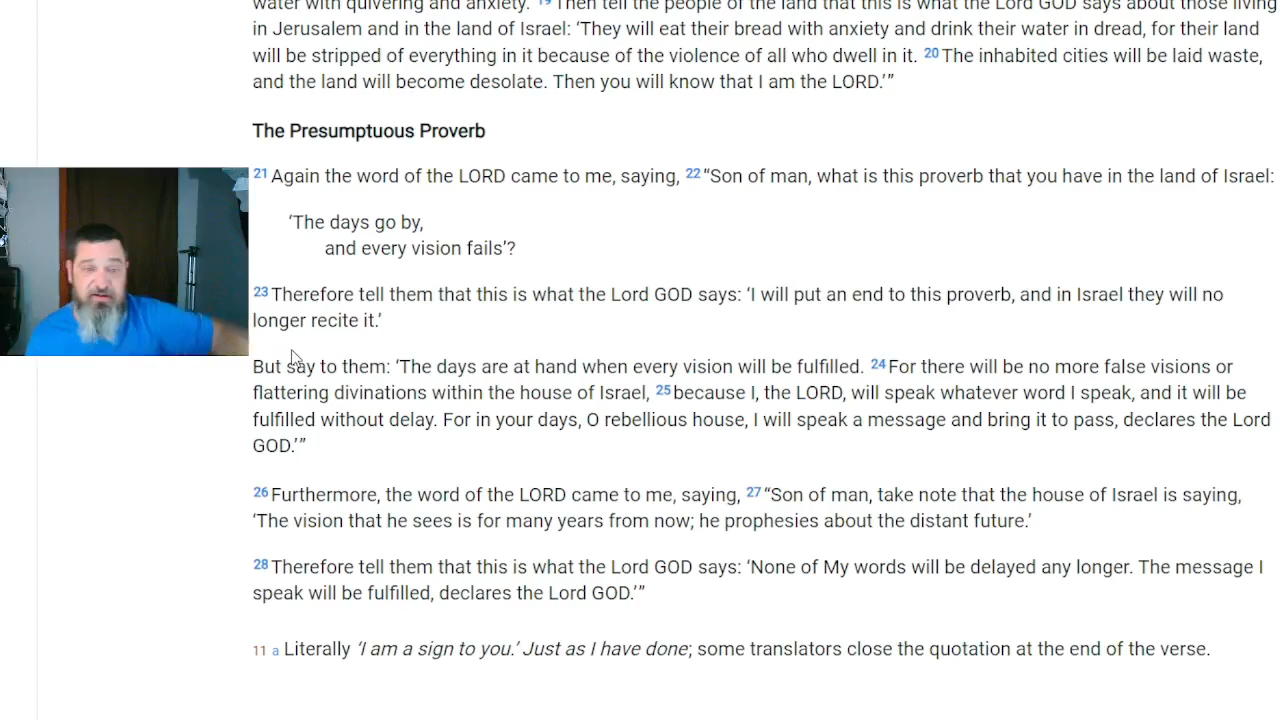 water with quivering and anxiety. 19 Then tell the people of the land that this is what the Lord GOD says about those living
in Jerusalem and in the land of Israel: ‘They will eat their bread with anxiety and drink their water in dread, for their land
will be stripped of everything in it because of the violence of all who dwell in it. 20 The inhabited cities will be laid waste,
and the land will become desolate. Then you will know that I am the LORD.’”
The Presumptuous Proverb
21 Again the word of the LORD came to me, saying, 22 “Son of man, what is this proverb that you have in the land of Israel:
‘The days go by,
and every vision fails’?
23 Therefore tell them that this is what the Lord GOD says: ‘I will put an end to this proverb, and in Israel they will no
longer recite it.’
But say to them: ‘The days are at hand when every vision will be fulfilled. 24 For there will be no more false visions or
flattering divinations within the house of Israel, 25 because I, the LORD, will speak whatever word I speak, and it will be
fulfilled without delay. For in your days, O rebellious house, I will speak a message and bring it to pass, declares the Lord
GOD.’”
26 Furthermore, the word of the LORD came to me, saying, 27 “Son of man, take note that the house of Israel is saying,
‘The vision that he sees is for many years from now; he prophesies about the distant future.’
28 Therefore tell them that this is what the Lord GOD says: ‘None of My words will be delayed any longer. The message I
speak will be fulfilled, declares the Lord GOD.’”
11 a Literally ‘I am a sign to you.’ Just as I have done; some translators close the quotation at the end of the verse.